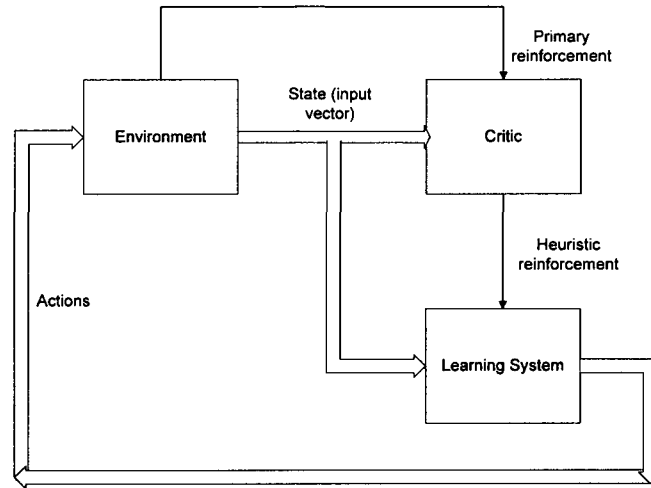 Primary
reinforcement
State (input
vector)
Environment
Critic
Heuristic
reinforcement
Actions
Learning System